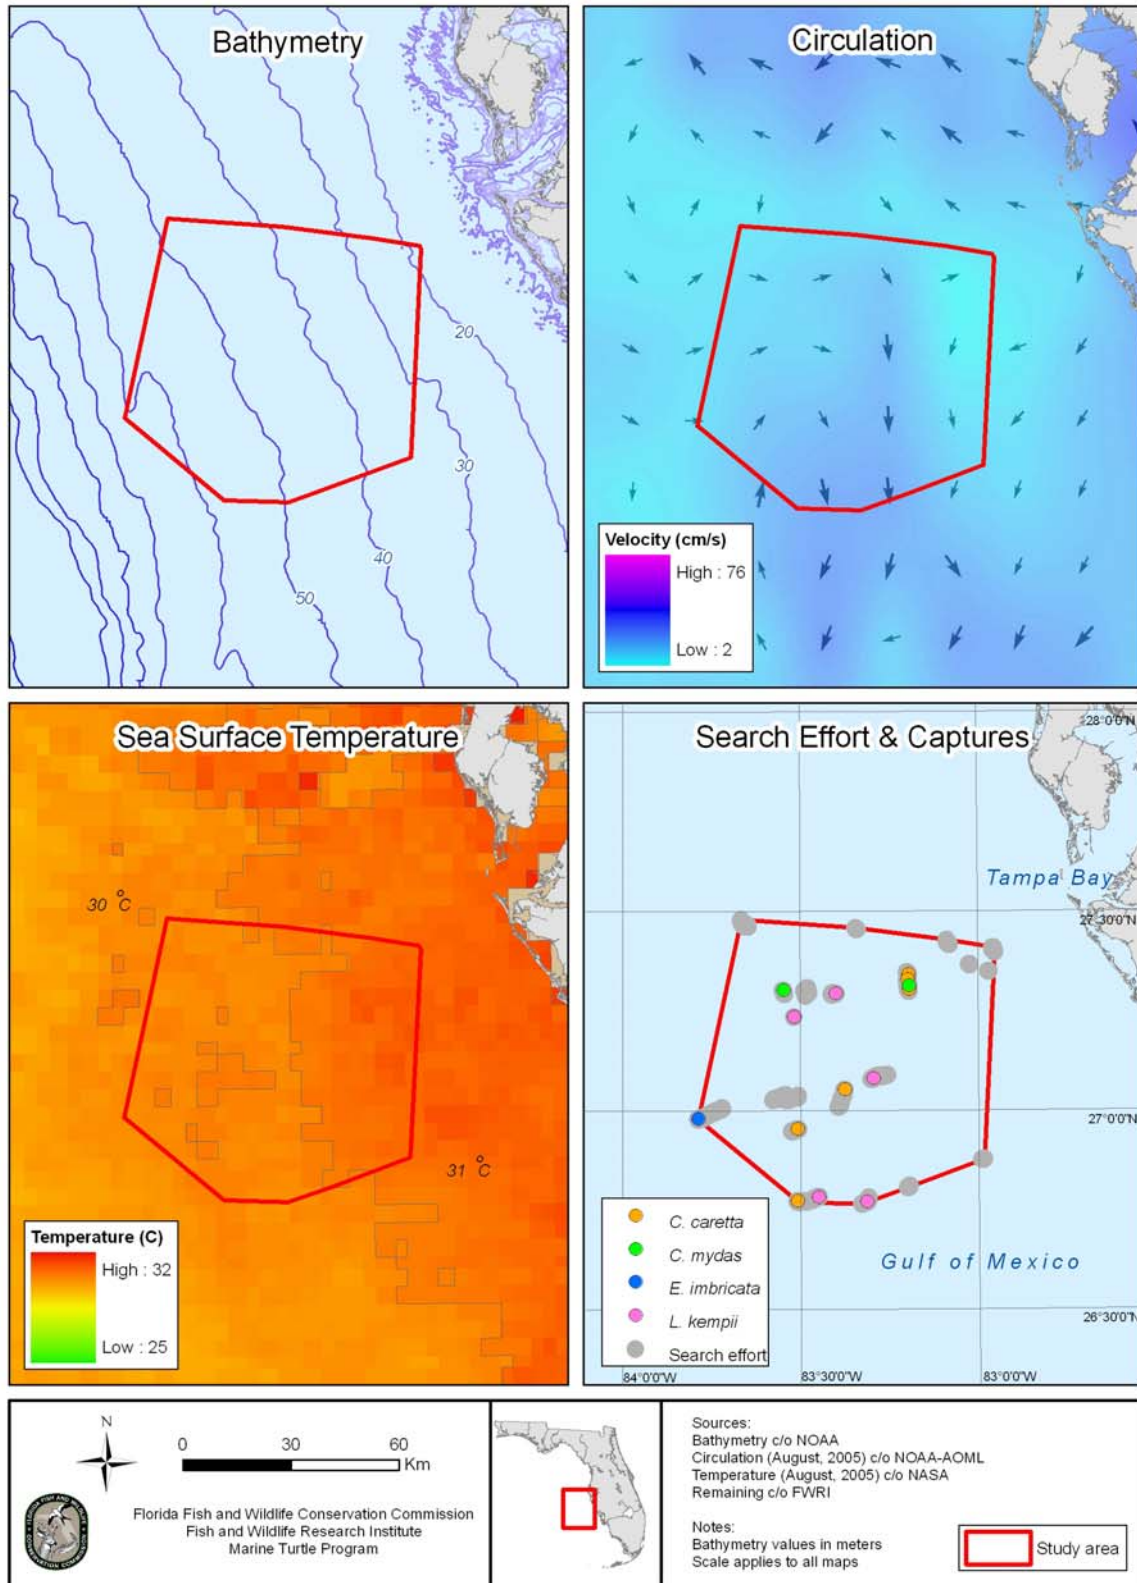 Bathymetry
20
30
40
50
Circulation
Velocity (cm/s)
High : 76
Low : 2
Sea Surface Temperature
30 °C
31 °C
Temperature (C)
High : 32
Low : 25
Search Effort & Captures
28°0'0"N
Tampa Bay
27°30'0"N
27°0'0"N
Gulf of Mexico
26°30'0"N
C. caretta
C. mydas
E. imbricata
L. kempii
Search effort
84°0'0"W
83°30'0"W
83°0'0"W
N
0 30 60
Km
Florida Fish and Wildlife Conservation Commission
Fish and Wildlife Research Institute
Marine Turtle Program
Sources:
Bathymetry c/o NOAA
Circulation (August, 2005) c/o NOAA-AOML
Temperature (August, 2005) c/o NASA
Remaining c/o FWRI
Notes:
Bathymetry values in meters
Scale applies to all maps
Study area